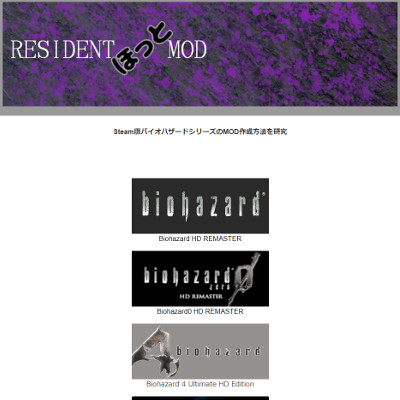 RESIDENT ほっと MOD
Steam版バイオハザードシリーズのMOD作成方法を研究
biohazard®
Biohazard HD REMASTER
biohazard®
zero
HD REMASTER
Biohazard0 HD REMASTER
biohazard
Biohazard 4 Ultimate HD Edition